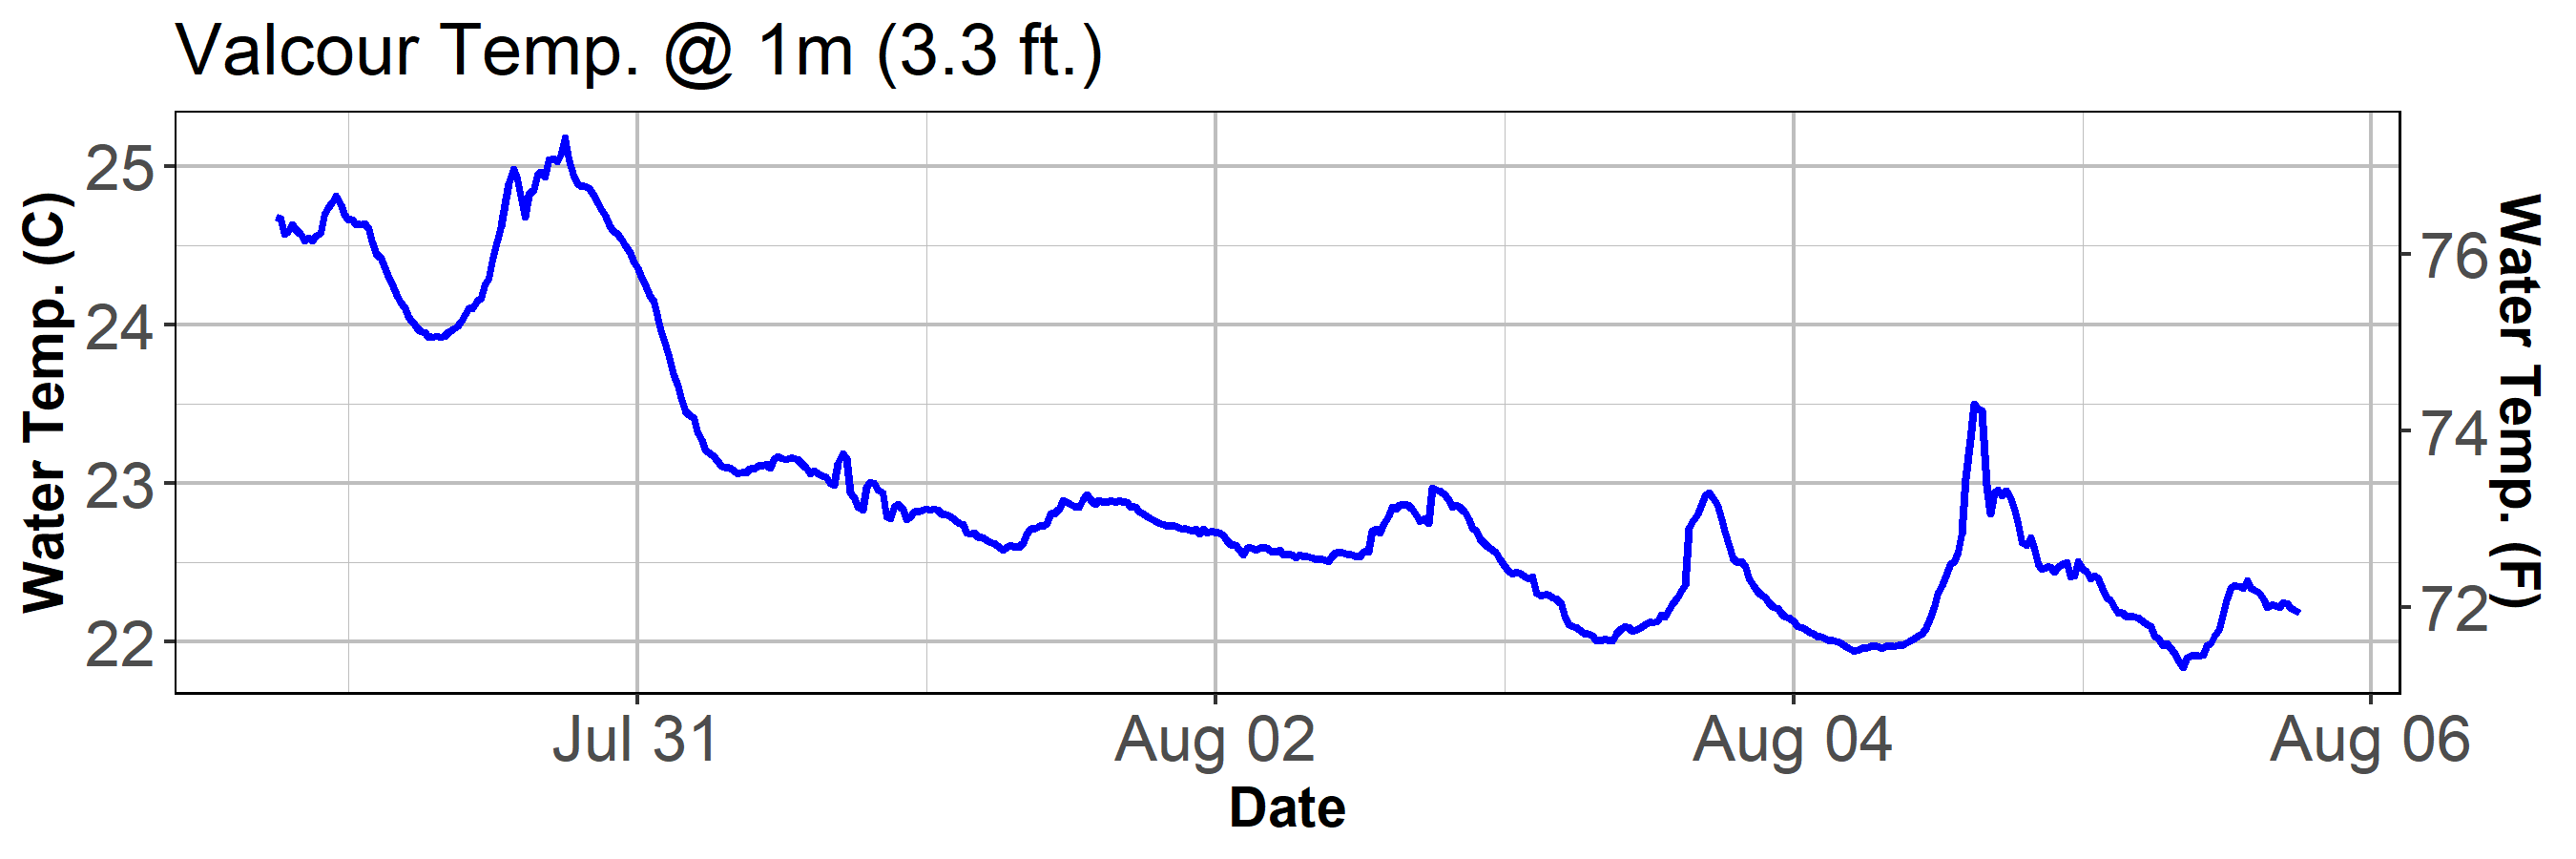 Valcour Temp. @ 1m (3.3 ft.)
Water Temp. (C)
25
24
23
22
76
74
72
Water Temp. (F)
Jul 31 Aug 02 Aug 04 Aug 06
Date